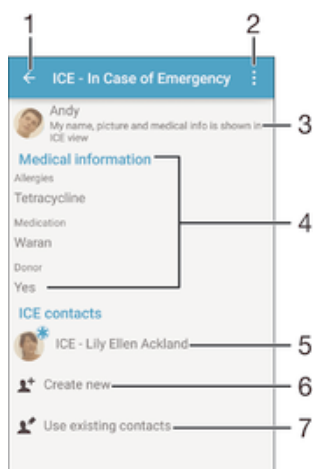 1
2
ICE - In Case of Emergency
Andy
My name, picture and medical info is shown in
ICE view
3
Medical information
Allergies
Tetracycline
4
Medication
Waran
Donor
Yes
ICE contacts
ICE - Lily Ellen Ackland
5
Create new
6
Use existing contacts
7